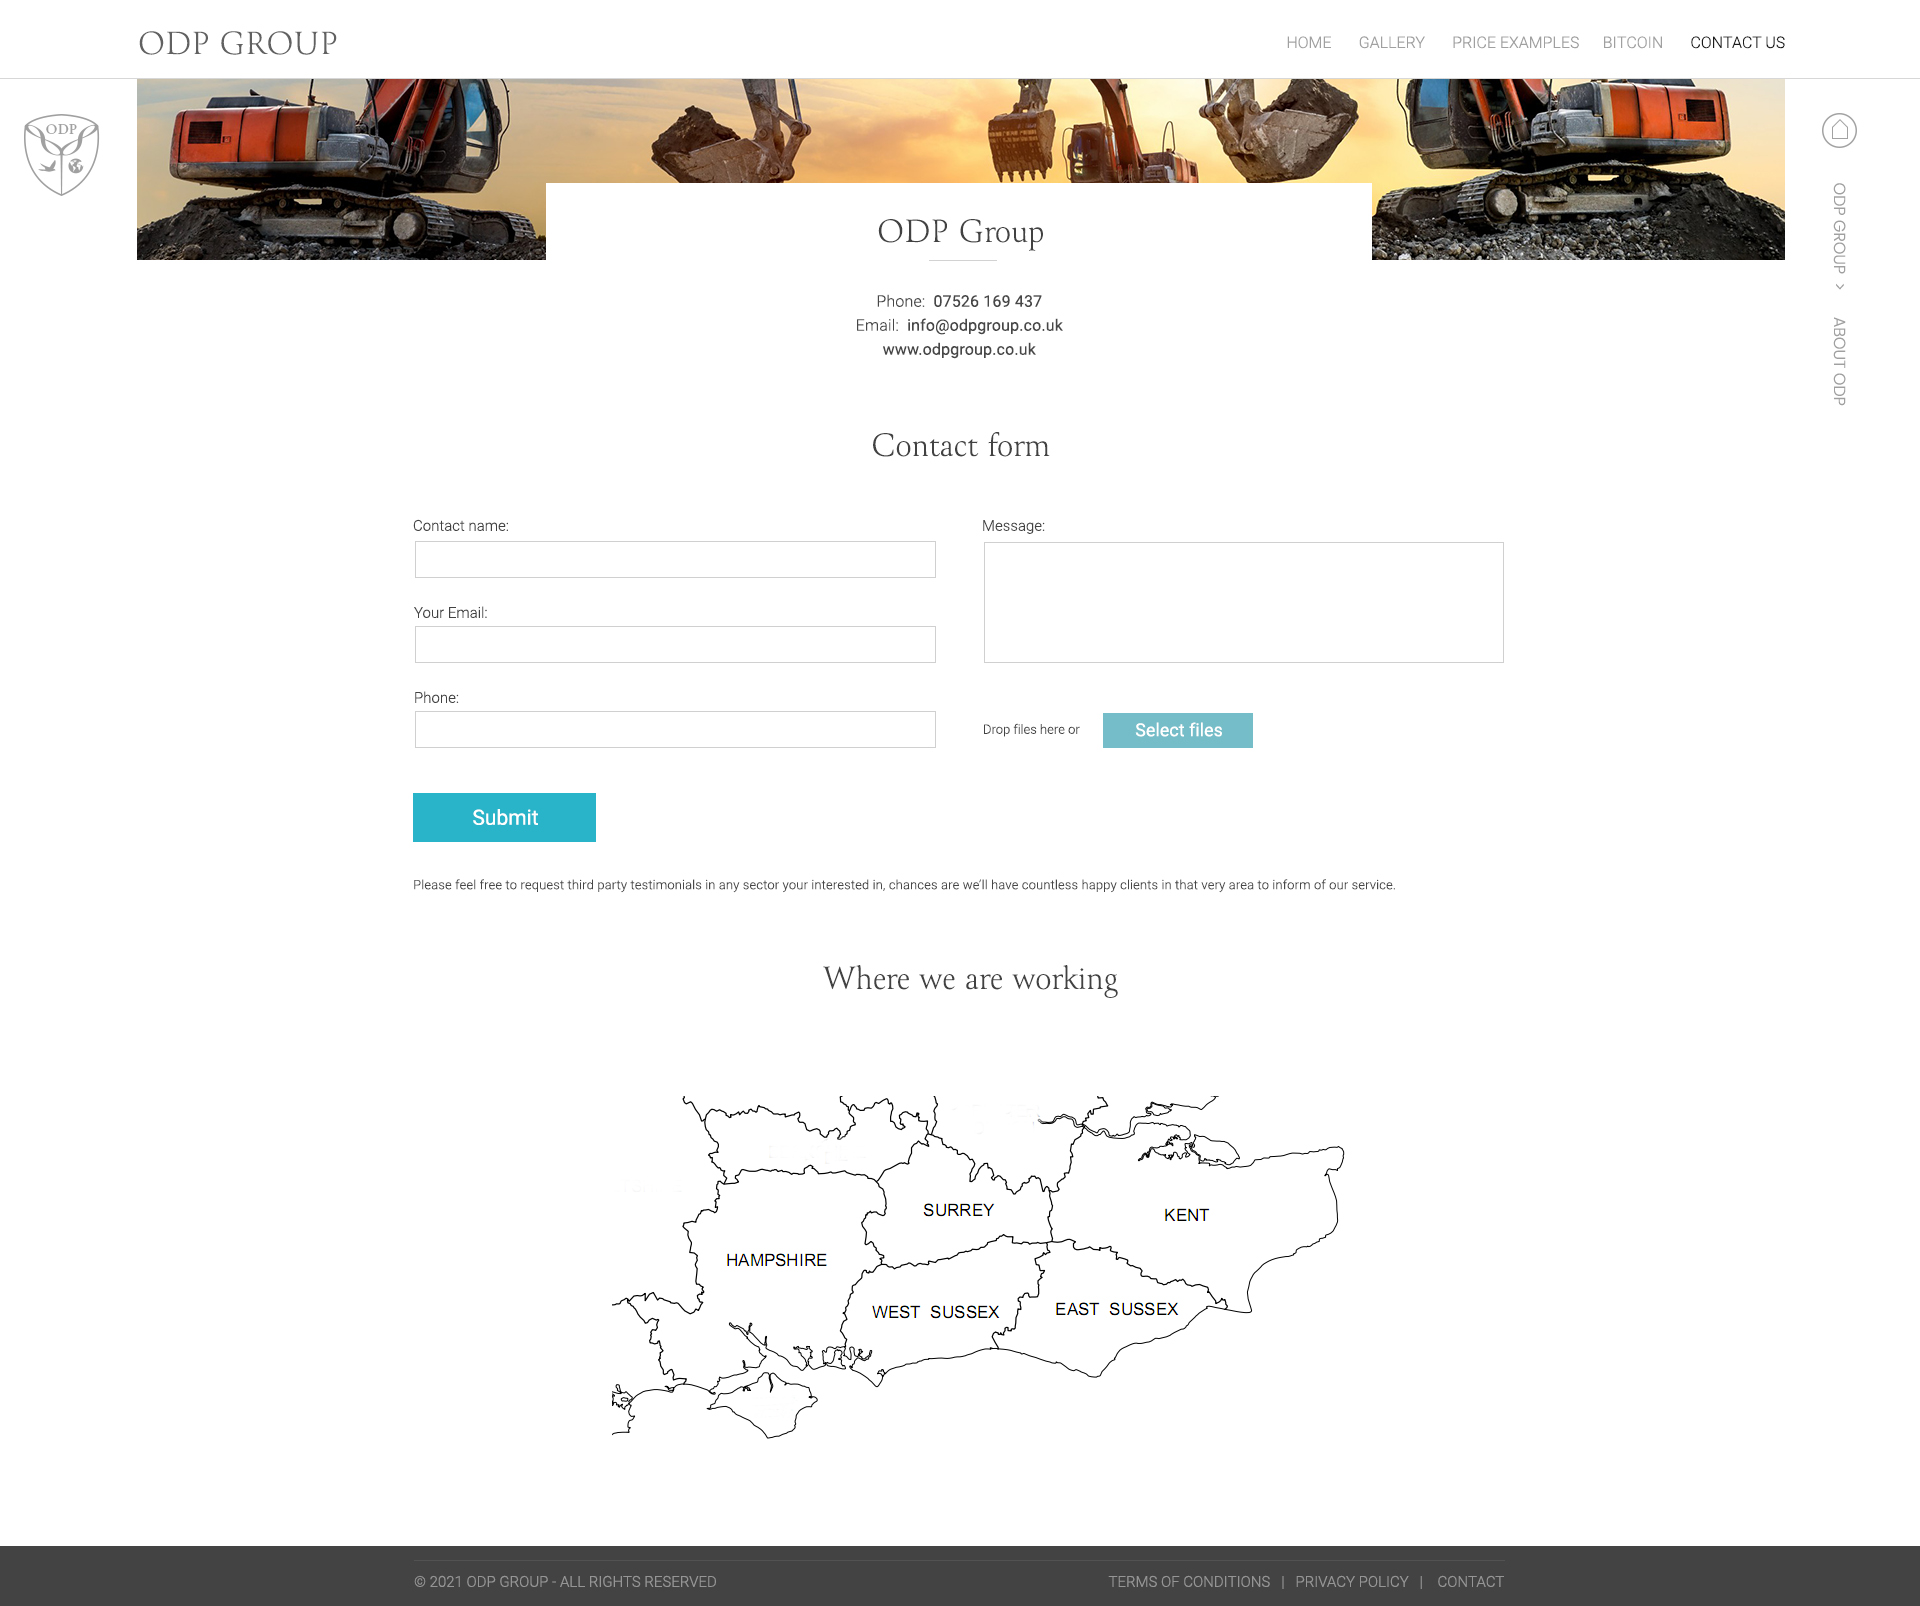 ODP GROUP
HOME GALLERY PRICE EXAMPLES BITCOIN CONTACT US
ODP
ODP GROUP >
ABOUT ODP
ODP Group
Phone: 07526 169 437
Email: info@odpgroup.co.uk
www.odpgroup.co.uk
Contact form
Contact name:
Your Email:
Phone:
Message:
Drop files here or Select files
Submit
Please feel free to request third party testimonials in any sector your interested in, chances are we’ll have countless happy clients in that very area to inform of our service.
Where we are working
SURREY
KENT
HAMPSHIRE
WEST SUSSEX
EAST SUSSEX
© 2021 ODP GROUP - ALL RIGHTS RESERVED
TERMS OF CONDITIONS | PRIVACY POLICY | CONTACT